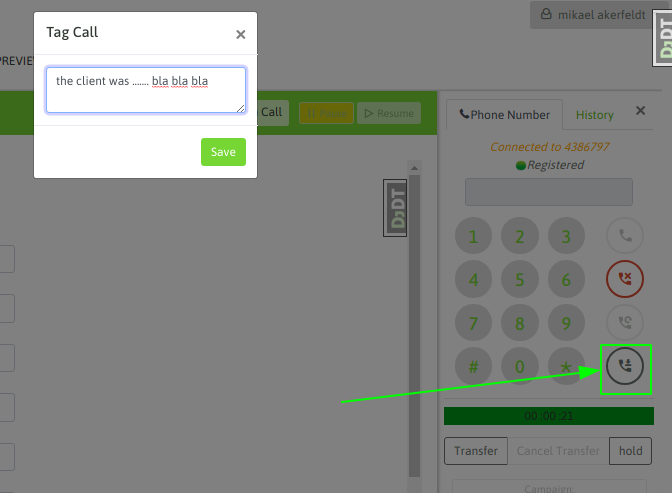 Tag Call
×
mikael akerfeldt
PREVIEW
the client was ....... bla bla bla
Call
Pause
Resume
Save
Phone Number
History
×
Connected to 4386797
Registered
1 2 3
4 5 6
7 8 9
# 0 *
00:00:21
Transfer
Cancel Transfer
hold
Campaign: